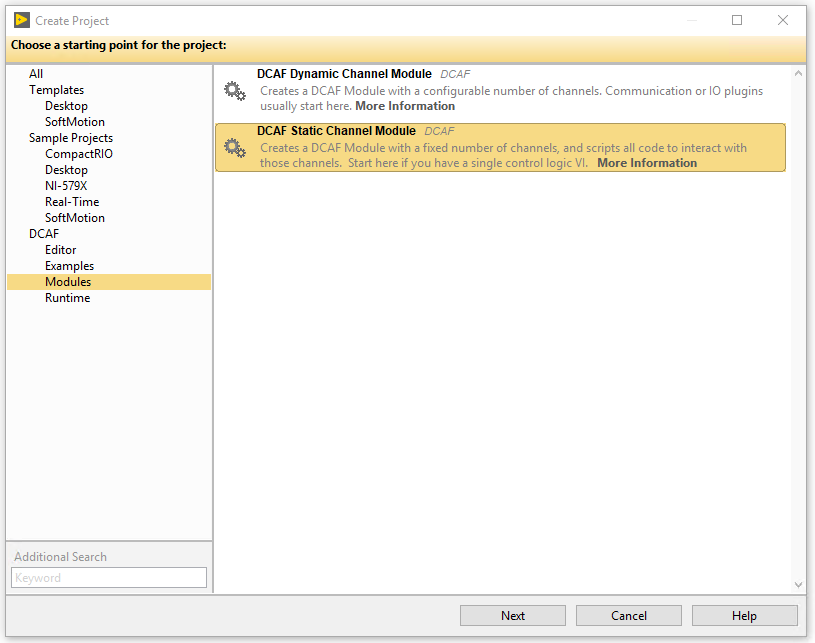 Create Project
Choose a starting point for the project:
All
Templates
Desktop
SoftMotion
Sample Projects
CompactRIO
Desktop
NI-579X
Real-Time
SoftMotion
DCAF
Editor
Examples
Modules
Runtime
Additional Search
Keyword
DCAF Dynamic Channel Module DCAF
Creates a DCAF Module with a configurable number of channels. Communication or IO plugins
usually start here. More Information
DCAF Static Channel Module DCAF
Creates a DCAF Module with a fixed number of channels, and scripts all code to interact with
those channels. Start here if you have a single control logic VI. More Information
Next
Cancel
Help